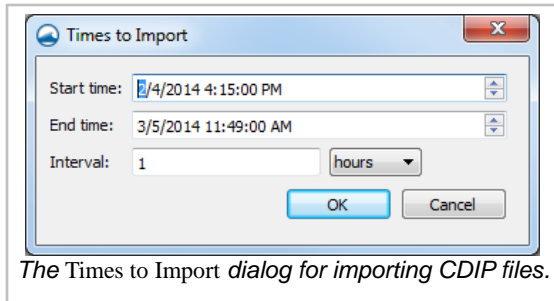 Times to Import
Start time: 2/4/2014 4:15:00 PM
End time: 3/5/2014 11:49:00 AM
Interval: 1 hours
OK Cancel
The Times to Import dialog for importing CDIP files.